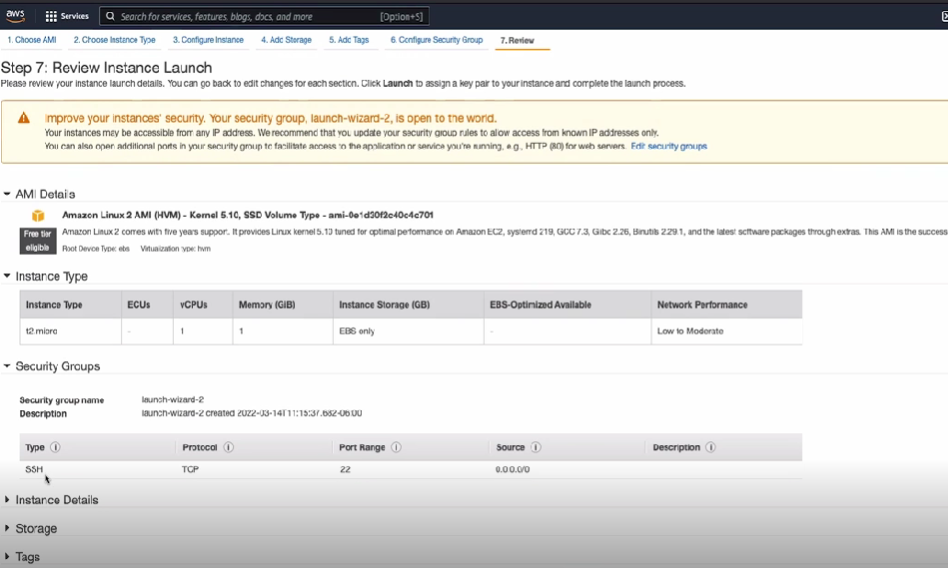 aws Services Search for services, features, blogs, docs, and more [Option+S]
1. Choose AMI 2. Choose Instance Type 3. Configure Instance 4. Add Storage 5. Add Tags 6. Configure Security Group 7. Review
Step 7: Review Instance Launch
Please review your instance launch details. You can go back to edit changes for each section. Click Launch to assign a key pair to your instance and complete the launch process.
Improve your instances' security. Your security group, launch-wizard-2, is open to the world.
Your instances may be accessible from any IP address. We recommend that you update your security group rules to allow access from known IP addresses only.
You can also open additional ports in your security group to facilitate access to the application or service you're running, e.g., HTTP (80) for web servers. Edit security groups
AMI Details
Amazon Linux 2 AMI (HVM) - Kernel 5.10, SSD Volume Type -
Free tier eligible
Amazon Linux 2 comes with five years support. It provides Linux kernel 5.10 tuned for optimal performance on Amazon EC2, systemd 219, GCC 7.3, Glibc 2.26, Binutils 2.29.1, and the latest software packages through extras. This AMI is the success
Root Device Type: ebs Virtualization type: hvm
Instance Type
Instance Type ECUs vCPUs Memory (GiB) Instance Storage (GB) EBS-Optimized Available Network Performance
t2.micro - 1 1 EBS only - Low to Moderate
Security Groups
Security group name launch-wizard-2
Description launch-wizard-2 created 2022-03-14T11:15:37.682-06:00
Type Protocol Port Range Source Description
SSH TCP 22 0.0.0.0/0
Instance Details
Storage
Tags